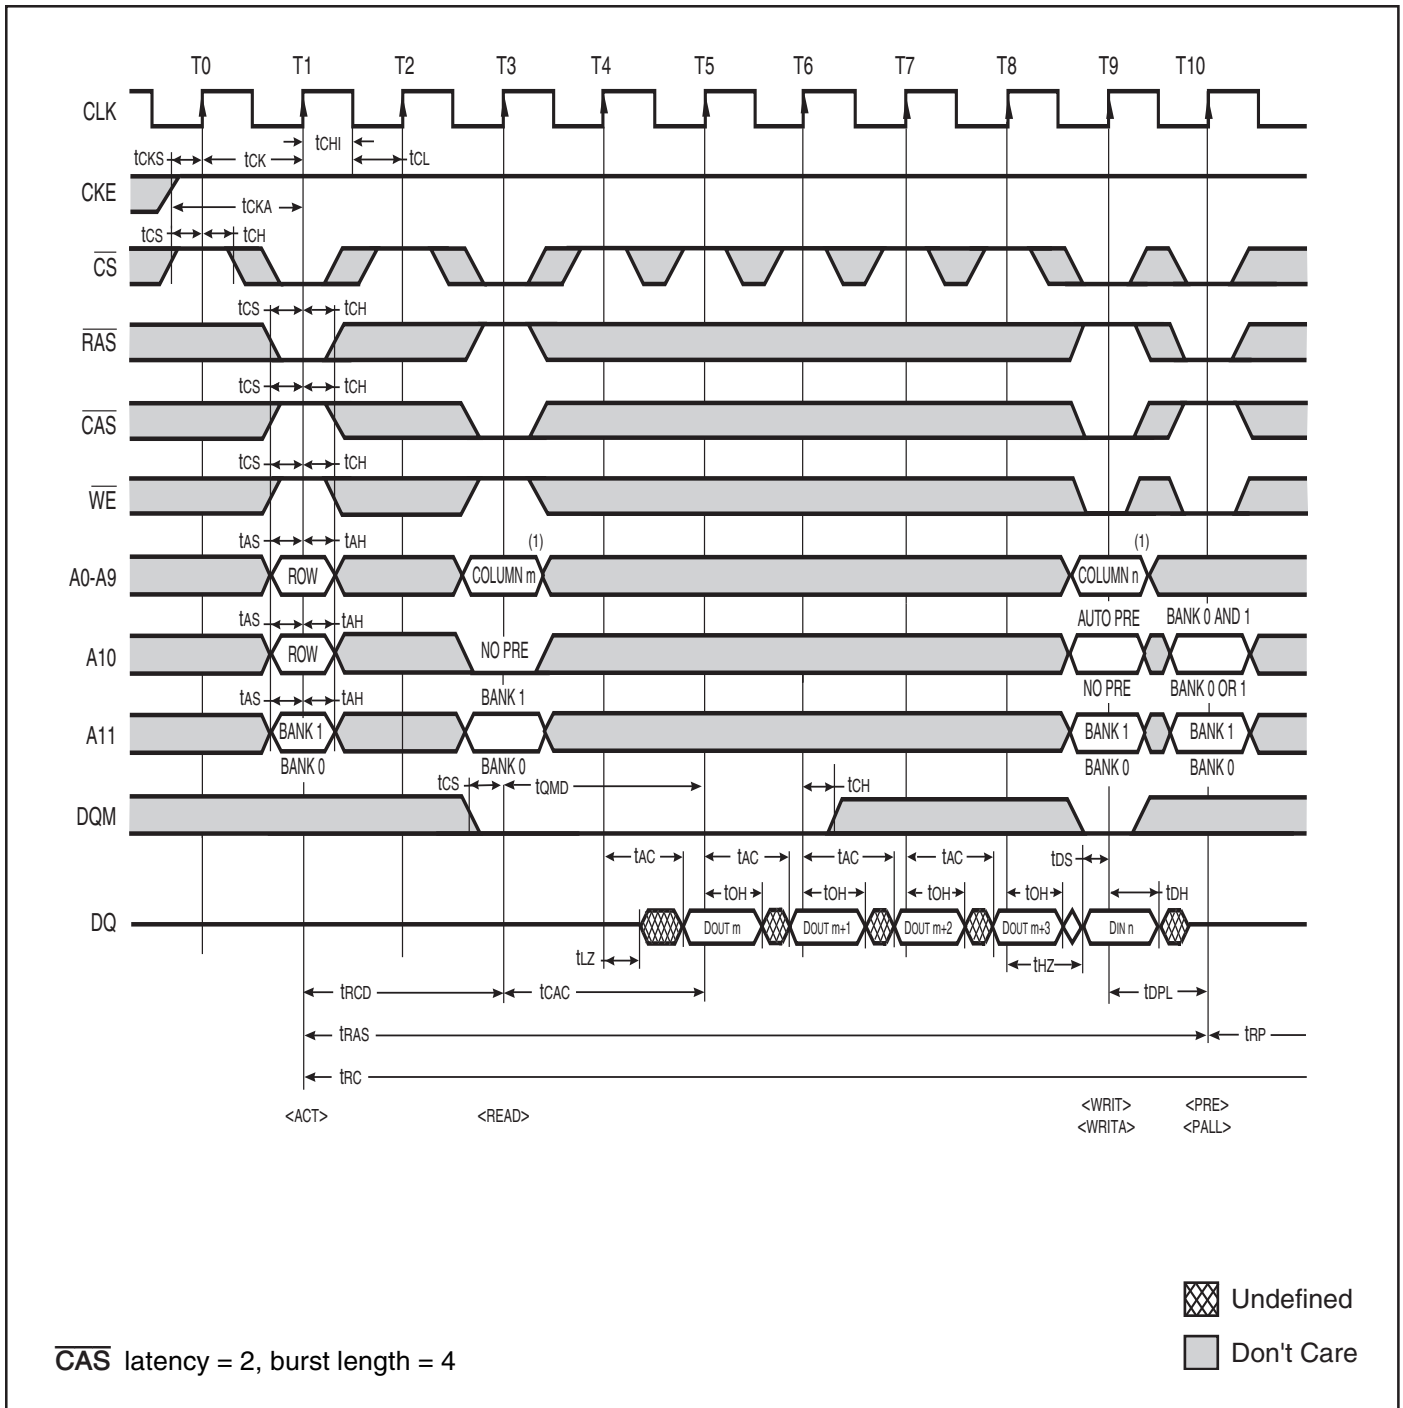 T0 T1 T2 T3 T4 T5 T6 T7 T8 T9 T10
CLK
tCHI
tCKS tCK tCL
CKE
tCKA
tCS tCH
CS
tCS tCH
RAS
tCS tCH
CAS
tCS tCH
WE
tAS tAH (1) (1)
A0-A9 ROW COLUMN m COLUMN n
tAS tAH AUTO PRE BANK 0 AND 1
A10 ROW NO PRE
tAS tAH BANK 1 NO PRE BANK 0 OR 1
A11 BANK 1 BANK 1 BANK 1
BANK 0 BANK 0 BANK 0 BANK 0
tCS tQMD tCH
DQM
tAC tAC tAC tAC tDS
tOH tOH tOH tOH tDH
DQ DOUT m DOUT m+1 DOUT m+2 DOUT m+3 DIN n
tLZ tHZ
tRCD tCAC tDPL
tRAS tRP
tRC
<ACT> <READ> <WRIT> <PRE>
<WRITA> <PALL>
Undefined
Don't Care
CAS latency = 2, burst length = 4